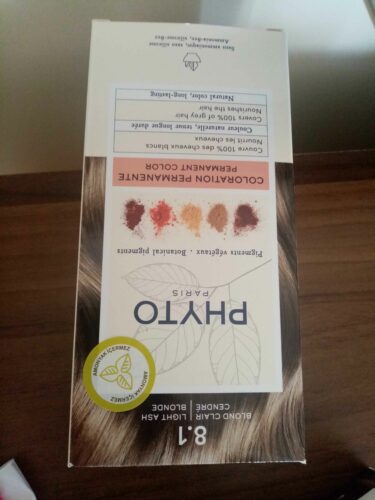 8.1
BLOND CLAIR | LIGHT ASH
CENDRÉ | BLONDE
AMONYAK İÇERMEZ
AMONYAK İÇERMEZ
PHYTO
PARIS
Pigments végétaux . Botanical pigments
COLORATION PERMANENTE
PERMANENT COLOR
Couvre 100% des cheveux blancs
Nourrit les cheveux
Couleur naturelle, tenue longue durée
Covers 100% of grey hair
Nourishes the hair
Natural color, long-lasting
Sans ammoniaque, sans silicone
Ammonia-free, silicone-free